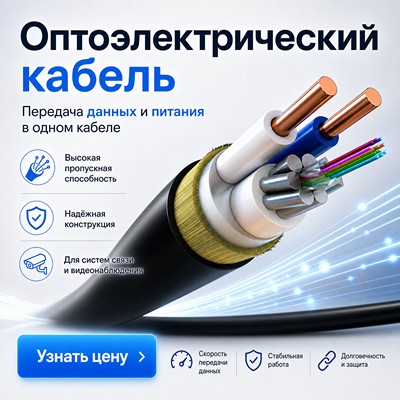 Оптоэлектрический
кабель
Передача данных и питания
в одном кабеле
Высокая
пропускная
способность
Надёжная
конструкция
Для систем связи
и видеонаблюдения
Узнать цену
Скорость
передачи
данных
Стабильная
работа
Долговечность
и защита